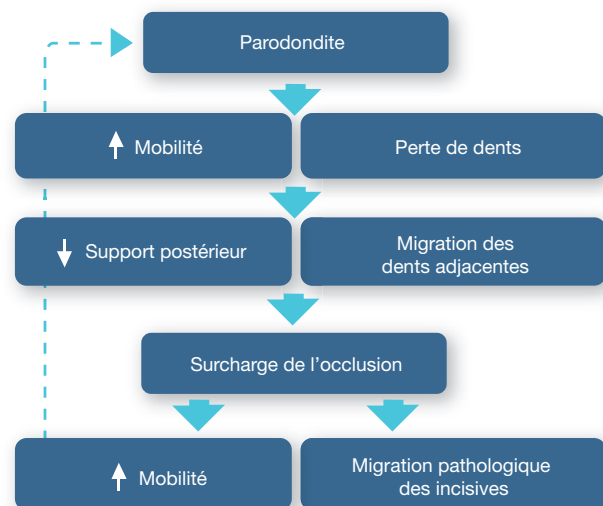 Parodondite
Mobilité
Perte de dents
Support postérieur
Migration des
dents adjacentes
Surcharge de l’occlusion
Mobilité
Migration pathologique
des incisives